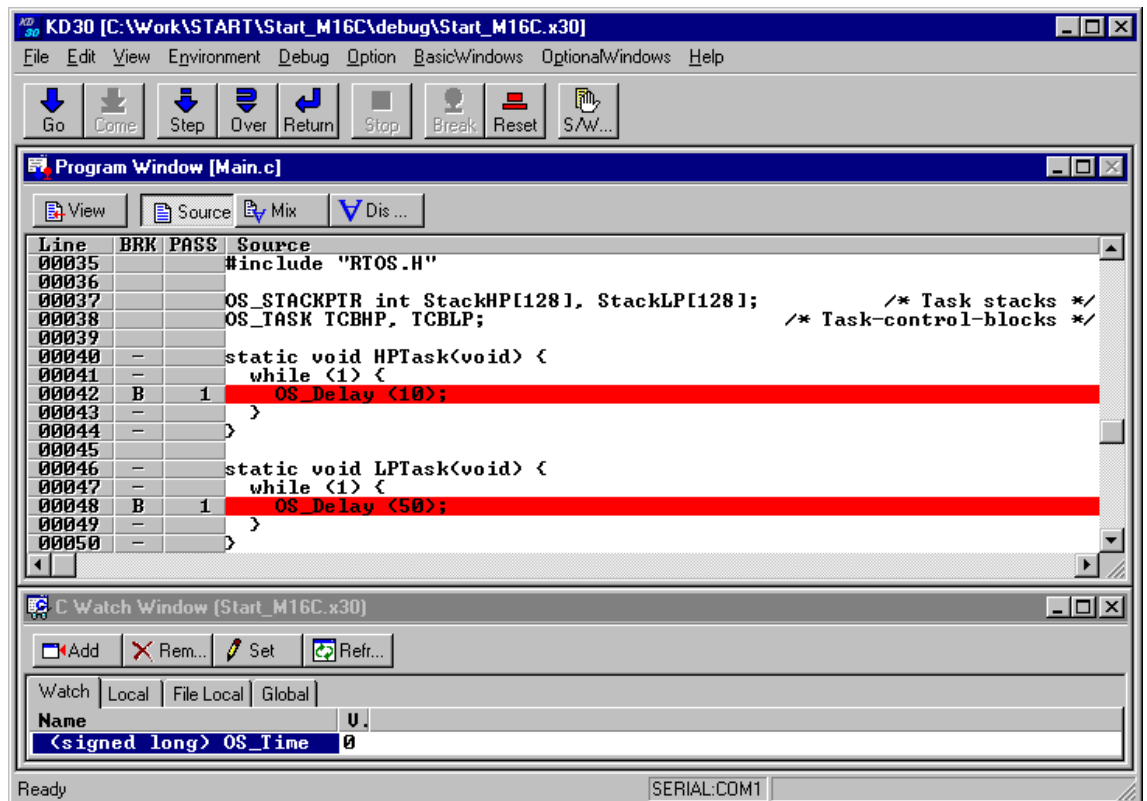 KD30 [C:\Work\START\Start_M16C\debug\Start_M16C.x30]
File Edit View Environment Debug Option BasicWindows OptionalWindows Help
Go Come Step Over Return Stop Break Reset S/W...
Program Window [Main.c]
View Source Mix Dis ...
Line BRK PASS Source
00035 #include "RTOS.H"
00036
00037 OS_STACKPTR int StackHP[128], StackLP[128]; /* Task stacks */
00038 OS_TASK TCBHP, TCBLP; /* Task-control-blocks */
00039
00040 - static void HPTask(void) {
00041 - while (1) {
00042 B 1 OS_Delay (10);
00043 - }
00044 - }
00045
00046 - static void LPTask(void) {
00047 - while (1) {
00048 B 1 OS_Delay (50);
00049 - }
00050 - }
C Watch Window (Start_M16C.x30)
Add Rem... Set Refr...
Watch Local File Local Global
Name V.
(signed long) OS_Time 0
Ready SERIAL:COM1